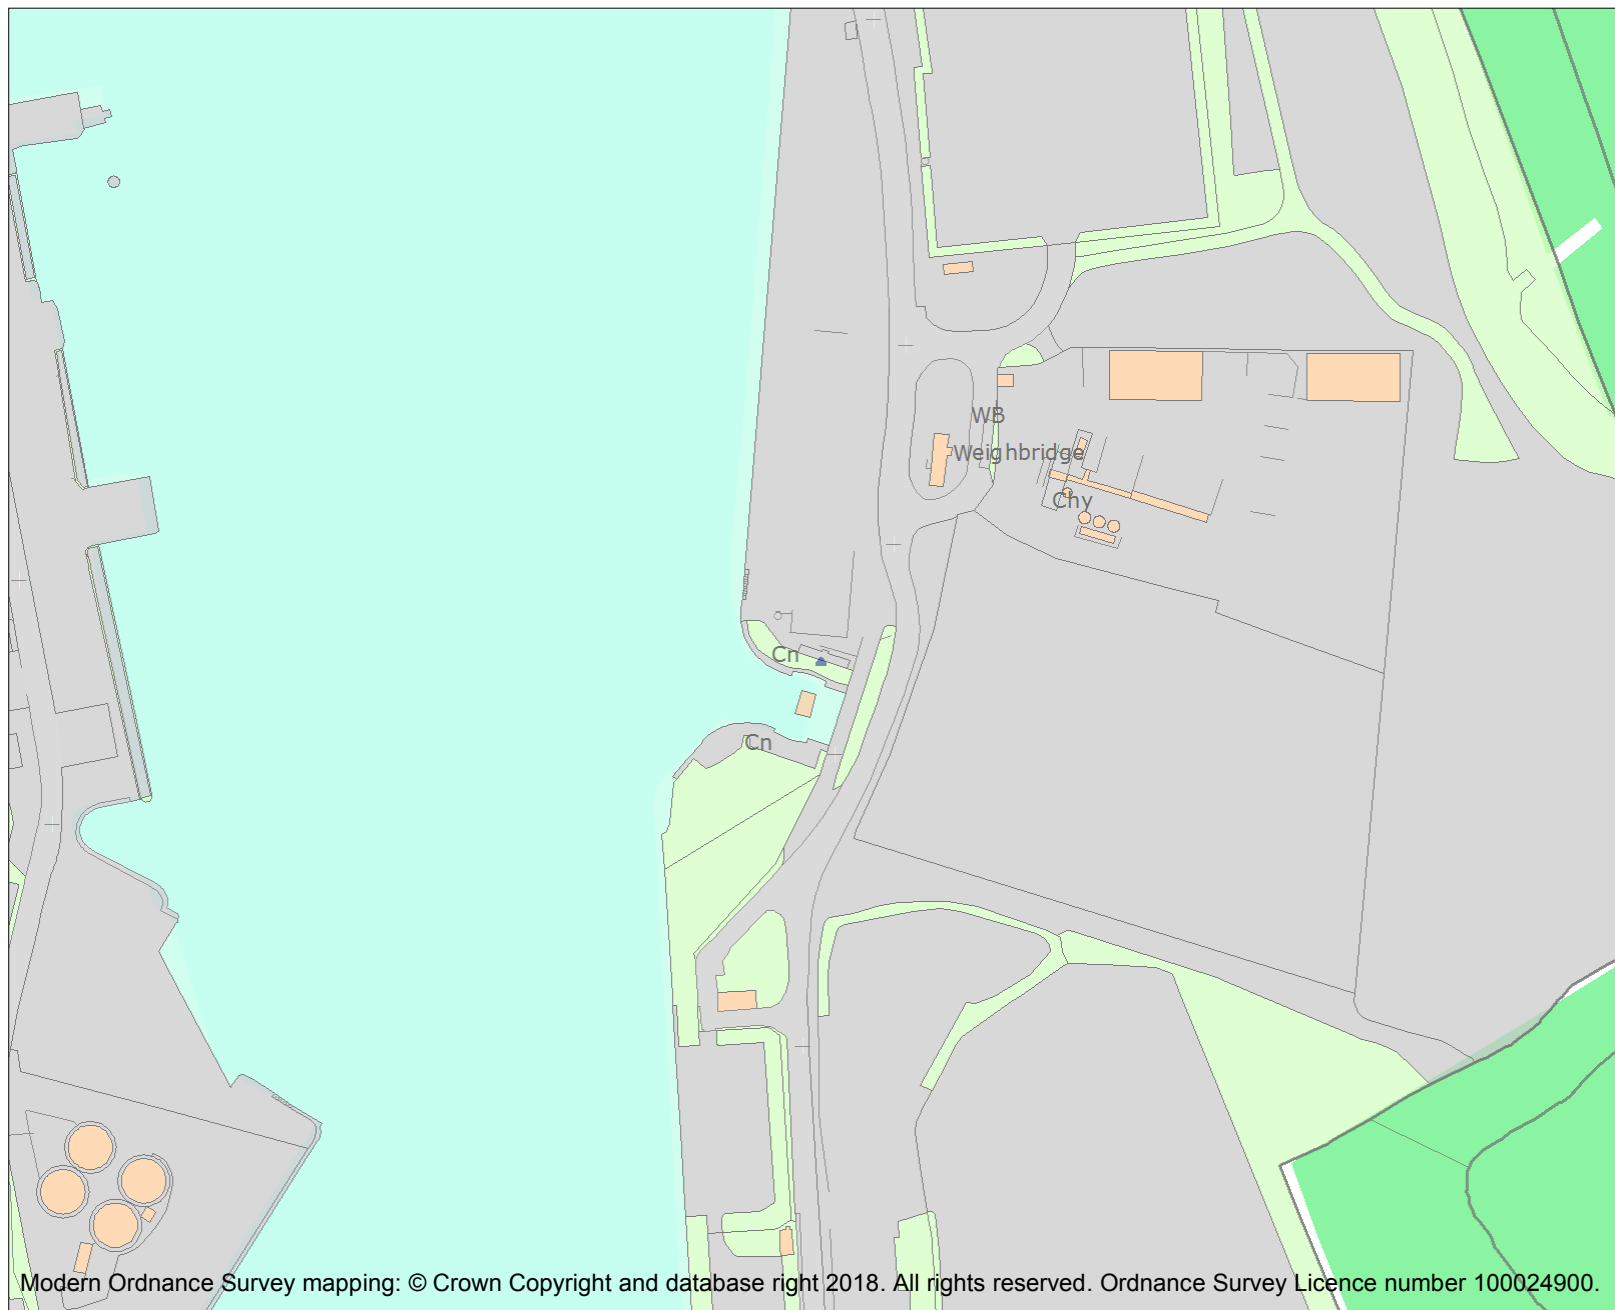 WB
Weighbridge
Chy
Cn
Cn
Modern Ordnance Survey mapping: © Crown Copyright and database right 2018. All rights reserved. Ordnance Survey Licence number 100024900.